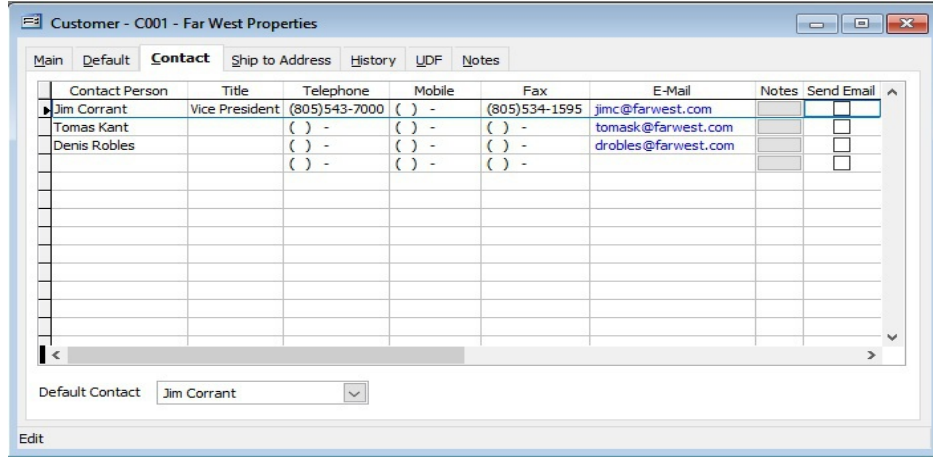 Customer - C001 - Far West Properties
Main Default Contact Ship to Address History UDF Notes
Contact Person Title Telephone Mobile Fax E-Mail Notes Send Email
Jim Corrant Vice President (805)543-7000 ( ) - (805)534-1595 jimc@farwest.com
Tomas Kant ( ) - ( ) - ( ) - tomask@farwest.com
Denis Robles ( ) - ( ) - ( ) - drobles@farwest.com
( ) - ( ) - ( ) -
Default Contact Jim Corrant
Edit